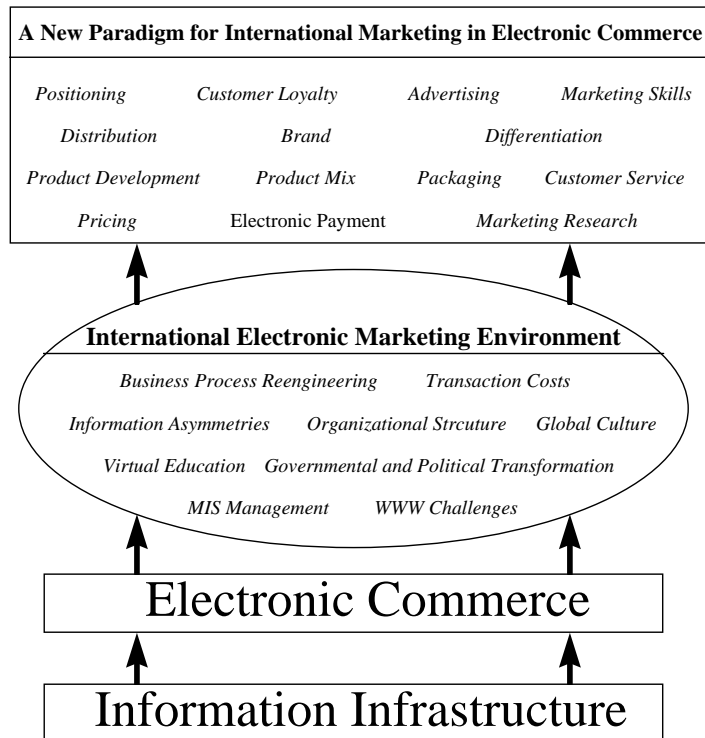 A New Paradigm for International Marketing in Electronic Commerce
Positioning Customer Loyalty Advertising Marketing Skills
Distribution Brand Differentiation
Product Development Product Mix Packaging Customer Service
Pricing Electronic Payment Marketing Research
International Electronic Marketing Environment
Business Process Reengineering Transaction Costs
Information Asymmetries Organizational Strcuture Global Culture
Virtual Education Governmental and Political Transformation
MIS Management WWW Challenges
Electronic Commerce
Information Infrastructure